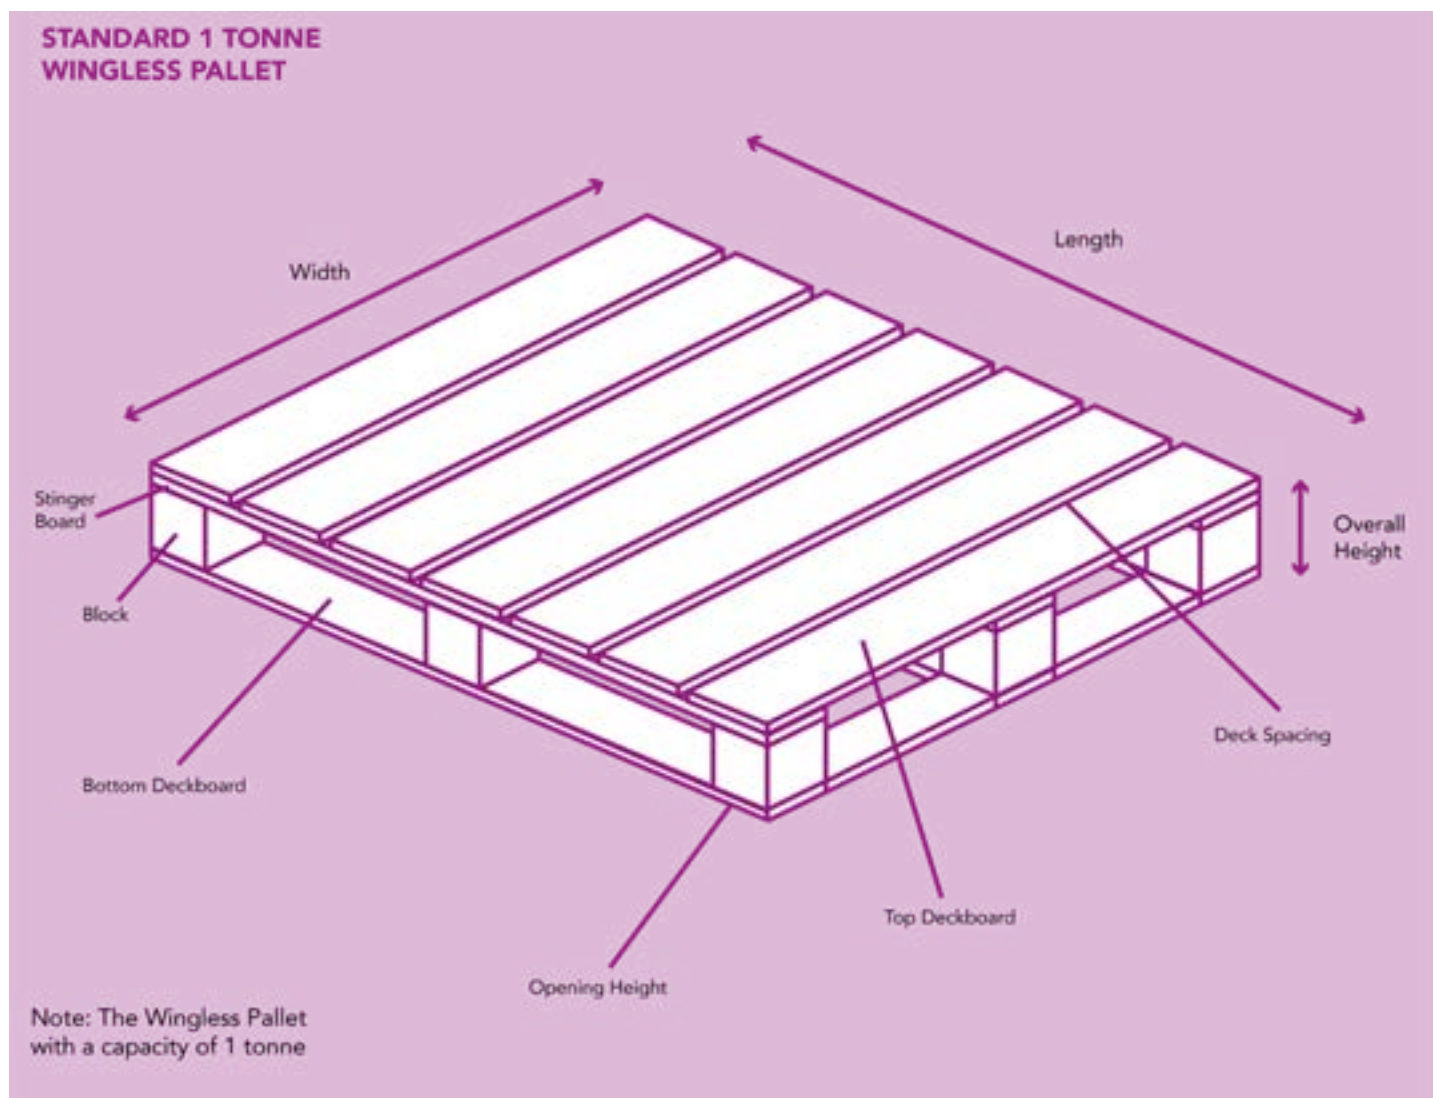 STANDARD 1 TONNE
WINGLESS PALLET
Length
Width
Stinger
Board
Overall
Height
Block
Deck Spacing
Bottom Deckboard
Top Deckboard
Opening Height
Note: The Wingless Pallet
with a capacity of 1 tonne